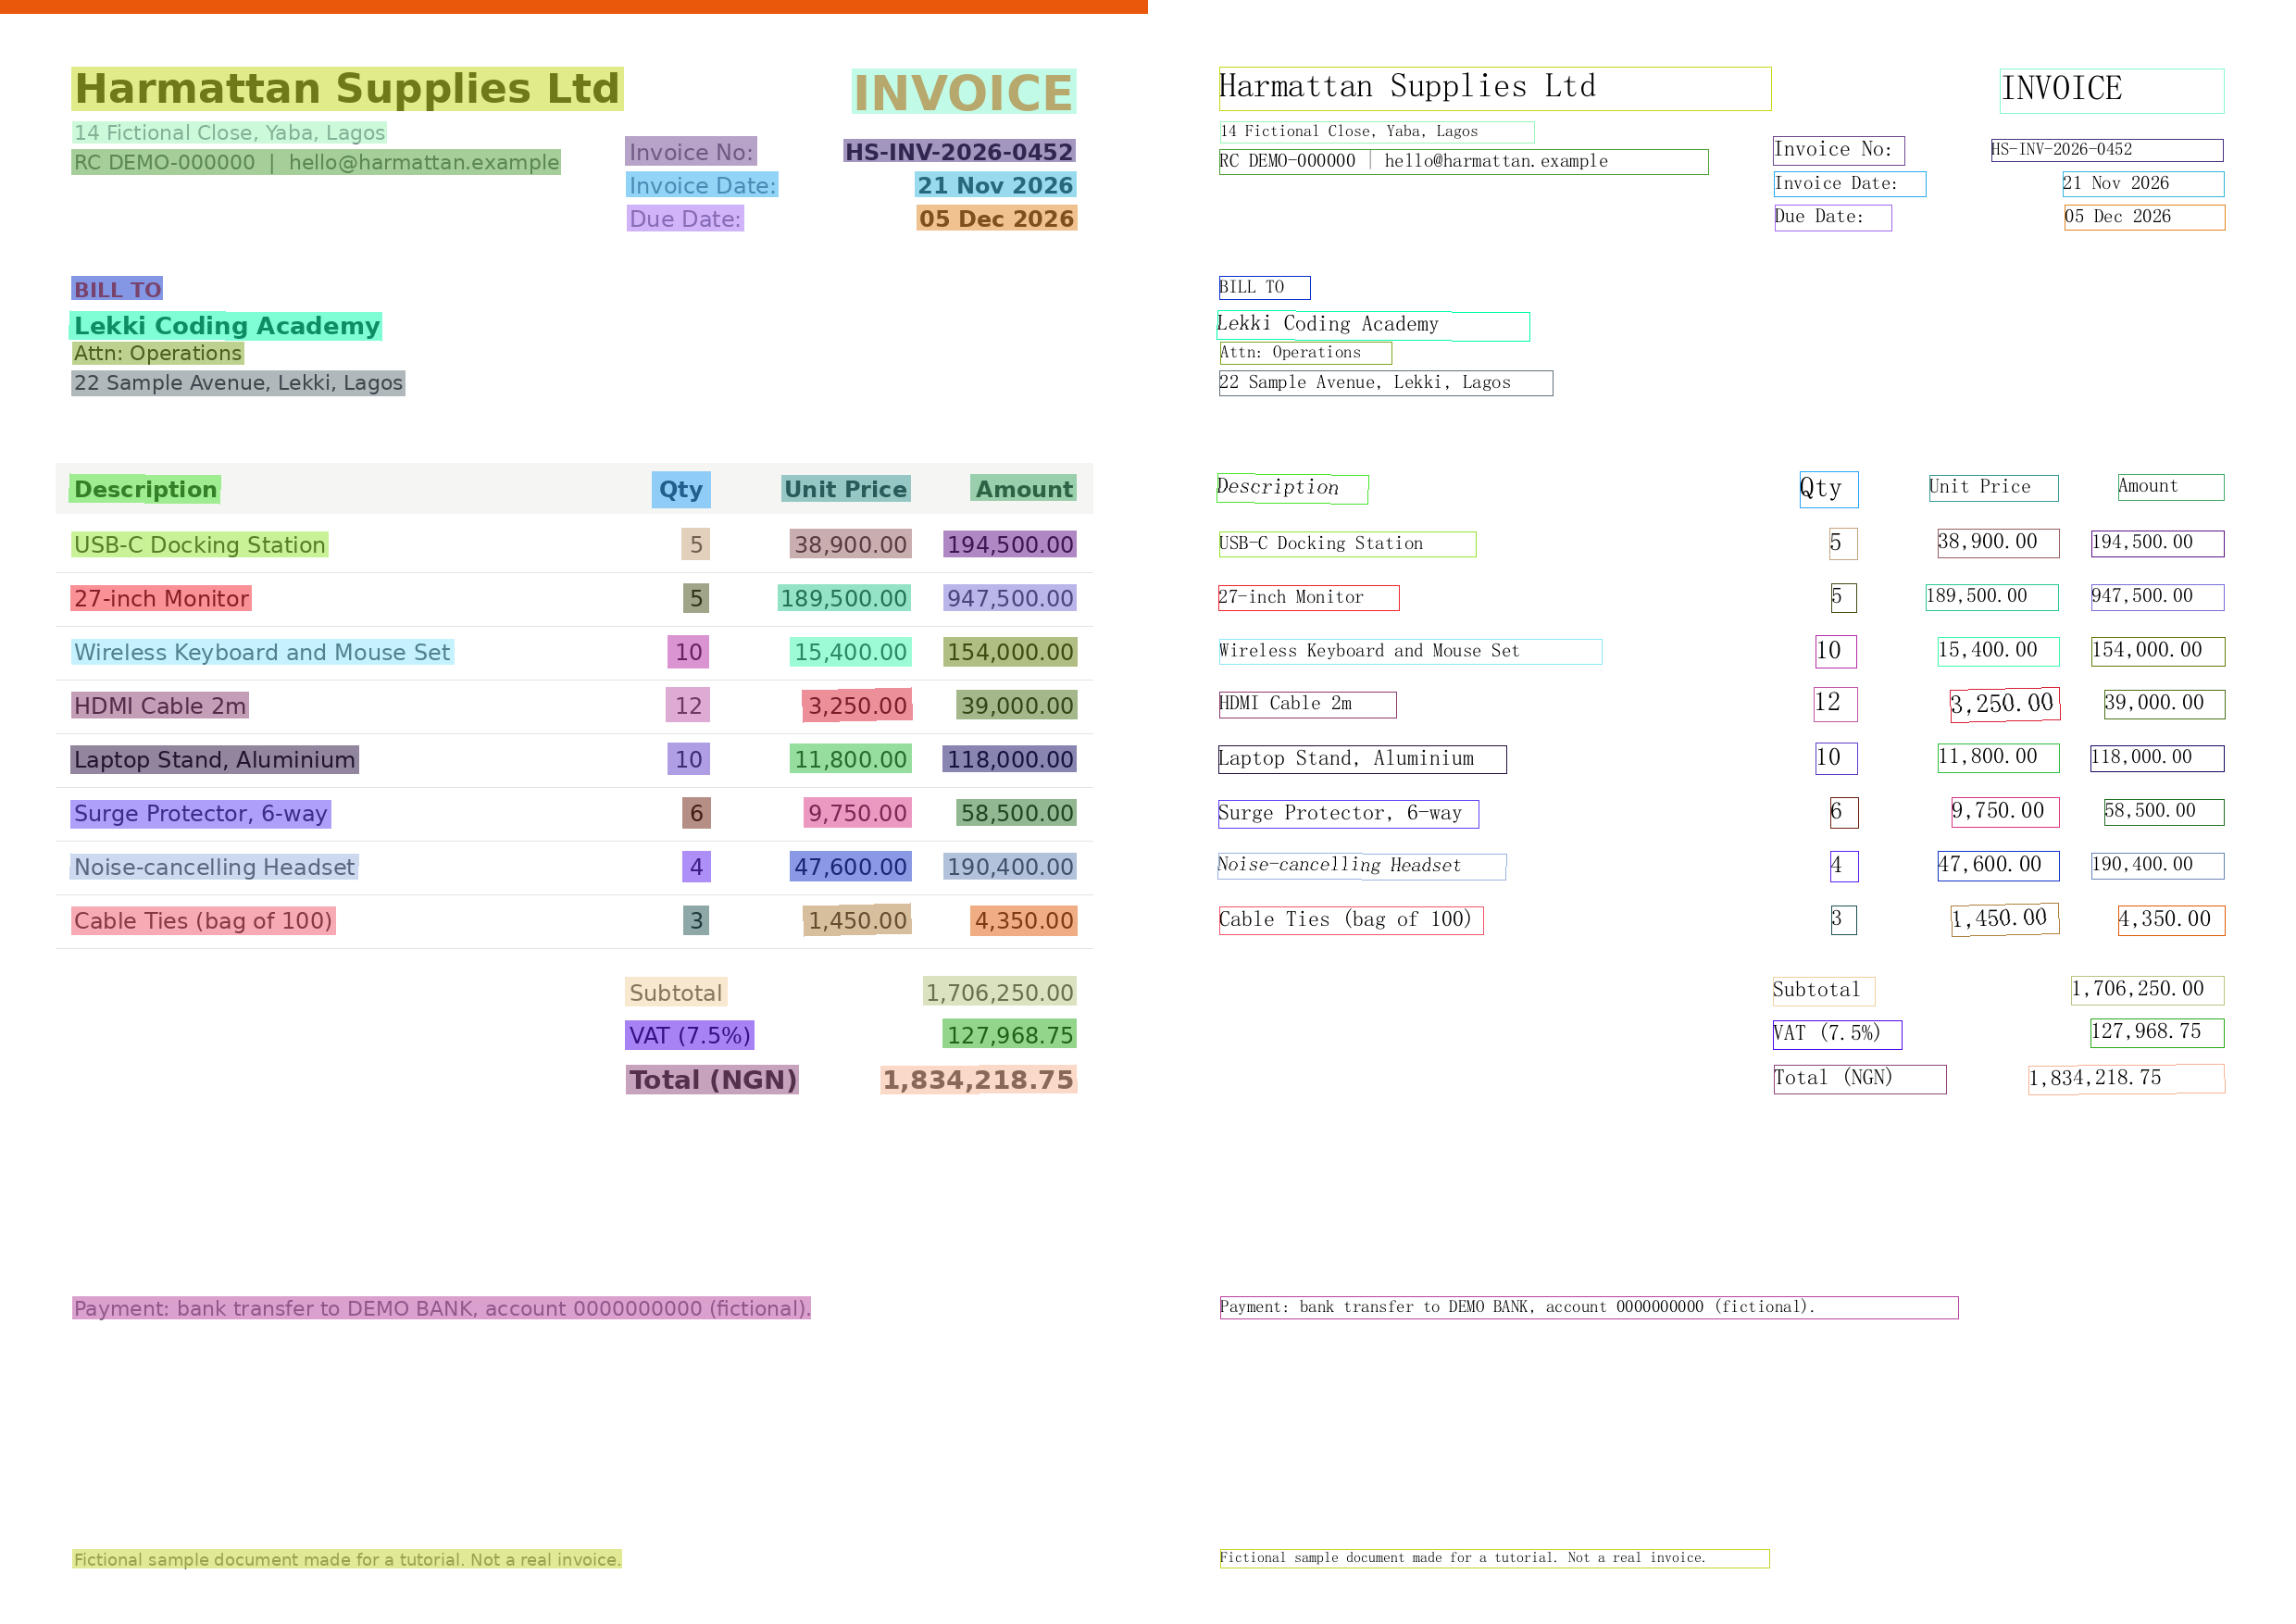 Harmattan Supplies Ltd
INVOICE
14 Fictional Close, Yaba, Lagos
RC DEMO-000000 | hello@harmattan.example
Invoice No: HS-INV-2026-0452
Invoice Date: 21 Nov 2026
Due Date: 05 Dec 2026
BILL TO
Lekki Coding Academy
Attn: Operations
22 Sample Avenue, Lekki, Lagos
Description Qty Unit Price Amount
USB-C Docking Station 5 38,900.00 194,500.00
27-inch Monitor 5 189,500.00 947,500.00
Wireless Keyboard and Mouse Set 10 15,400.00 154,000.00
HDMI Cable 2m 12 3,250.00 39,000.00
Laptop Stand, Aluminium 10 11,800.00 118,000.00
Surge Protector, 6-way 6 9,750.00 58,500.00
Noise-cancelling Headset 4 47,600.00 190,400.00
Cable Ties (bag of 100) 3 1,450.00 4,350.00
Subtotal 1,706,250.00
VAT (7.5%) 127,968.75
Total (NGN) 1,834,218.75
Payment: bank transfer to DEMO BANK, account 0000000000 (fictional).
Fictional sample document made for a tutorial. Not a real invoice.
Harmattan Supplies Ltd
INVOICE
14 Fictional Close, Yaba, Lagos
RC DEMO-000000 | hello@harmattan.example
Invoice No: HS-INV-2026-0452
Invoice Date: 21 Nov 2026
Due Date: 05 Dec 2026
BILL TO
Lekki Coding Academy
Attn: Operations
22 Sample Avenue, Lekki, Lagos
Description Qty Unit Price Amount
USB-C Docking Station 5 38,900.00 194,500.00
27-inch Monitor 5 189,500.00 947,500.00
Wireless Keyboard and Mouse Set 10 15,400.00 154,000.00
HDMI Cable 2m 12 3,250.00 39,000.00
Laptop Stand, Aluminium 10 11,800.00 118,000.00
Surge Protector, 6-way 6 9,750.00 58,500.00
Noise-cancelling Headset 4 47,600.00 190,400.00
Cable Ties (bag of 100) 3 1,450.00 4,350.00
Subtotal 1,706,250.00
VAT (7.5%) 127,968.75
Total (NGN) 1,834,218.75
Payment: bank transfer to DEMO BANK, account 0000000000 (fictional).
Fictional sample document made for a tutorial. Not a real invoice.